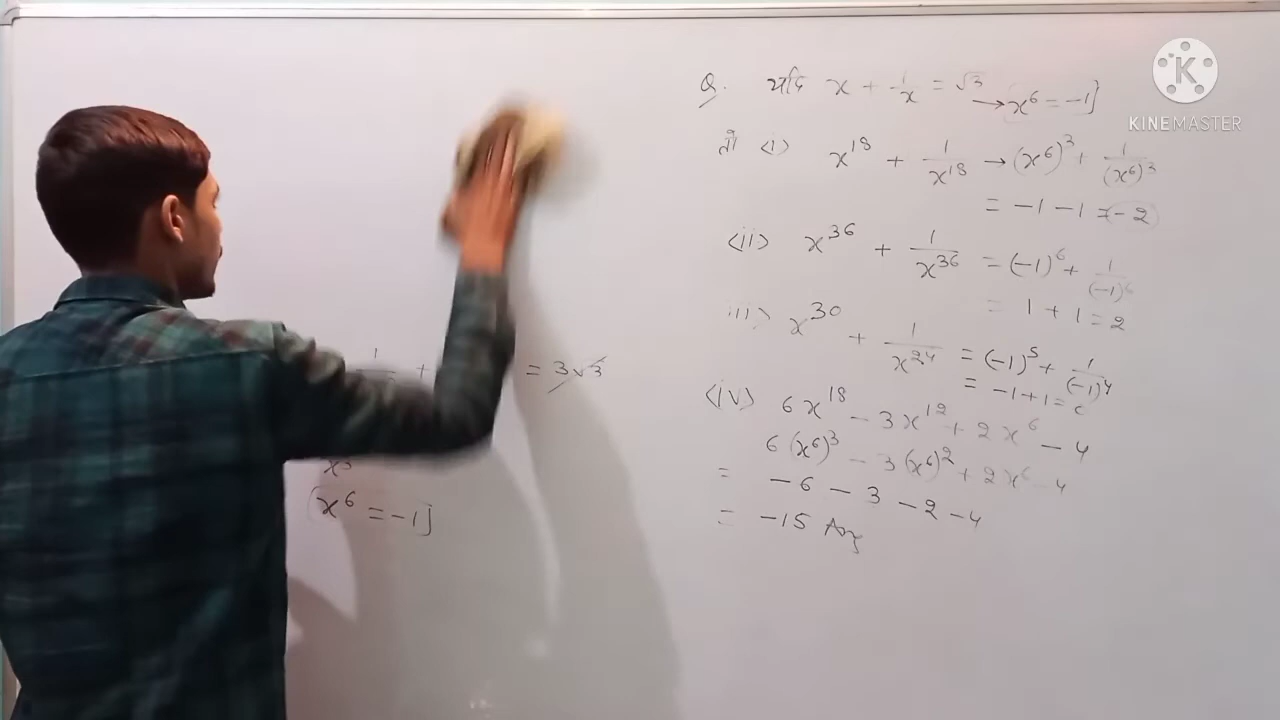 Q. यदि x + 1/x = √3 → [x⁶ = -1]
तो <i> x¹⁸ + 1/x¹⁸ → (x⁶)³ + 1/(x⁶)³
= -1 - 1 = -2
<ii> x³⁶ + 1/x³⁶ = (-1)⁶ + 1/(-1)⁶
= 1 + 1 = 2
iii> x³⁰ + 1/x²⁴ = (-1)⁵ + 1/(-1)⁴
= -1 + 1 = 0
<iv> 6x¹⁸ - 3x¹² + 2x⁶ - 4
6(x⁶)³ - 3(x⁶)² + 2x⁶ - 4
= -6 - 3 - 2 - 4
= -15 Ans
1 + = 3√3
x³
[x⁶ = -1]
K
KINEMASTER